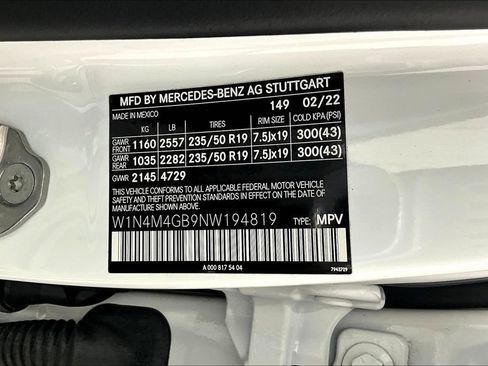 MFD BY MERCEDES-BENZ AG STUTTGART
MADE IN MEXICO 149 02/22
KG LB TIRES RIM SIZE COLD KPA (PSI)
GAWR FRONT 1160 2557 235/50 R19 7.5Jx19 300(43)
GAWR REAR 1035 2282 235/50 R19 7.5Jx19 300(43)
GWR 2145 4729
THIS VEHICLE CONFORMS TO ALL APPLICABLE FEDERAL MOTOR VEHICLE
SAFETY AND THEFT PREVENTION STANDARDS IN EFFECT ON THE DATE
OF MANUFACTURE SHOWN ABOVE.
W1N4M4GB9NW194819 TYPE: MPV
A 000 817 54 04 7943719